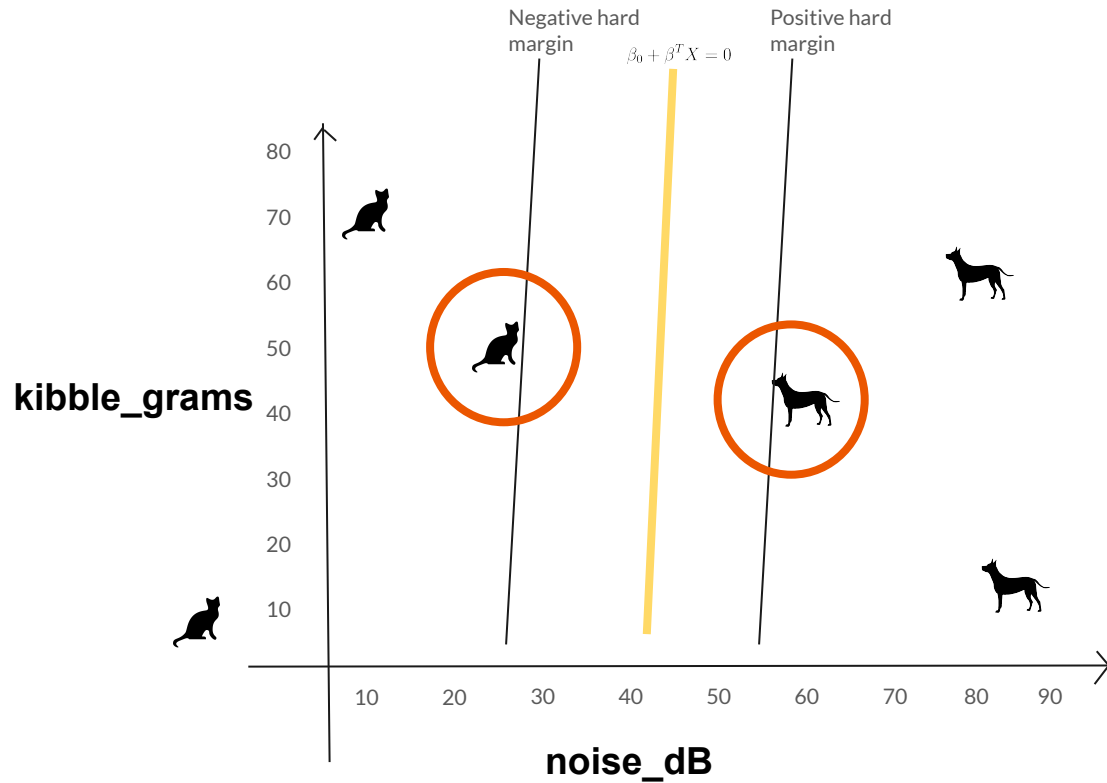 Negative hard
margin
Positive hard
margin
β₀ + βᵀX = 0
80
70
60
50
40
30
20
10
kibble_grams
10 20 30 40 50 60 70 80 90
noise_dB